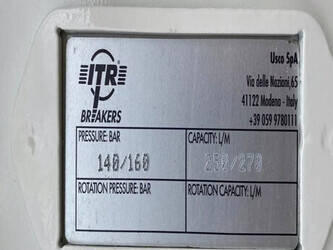 ITR
BREAKERS
Usco SpA
Via delle Nazioni, 65
41122 Modena - Italy
+39 059 9780111
PRESSURE: BAR
140/160
CAPACITY: L/M
250/270
ROTATION PRESSURE: BAR
ROTATION CAPACITY: L/M